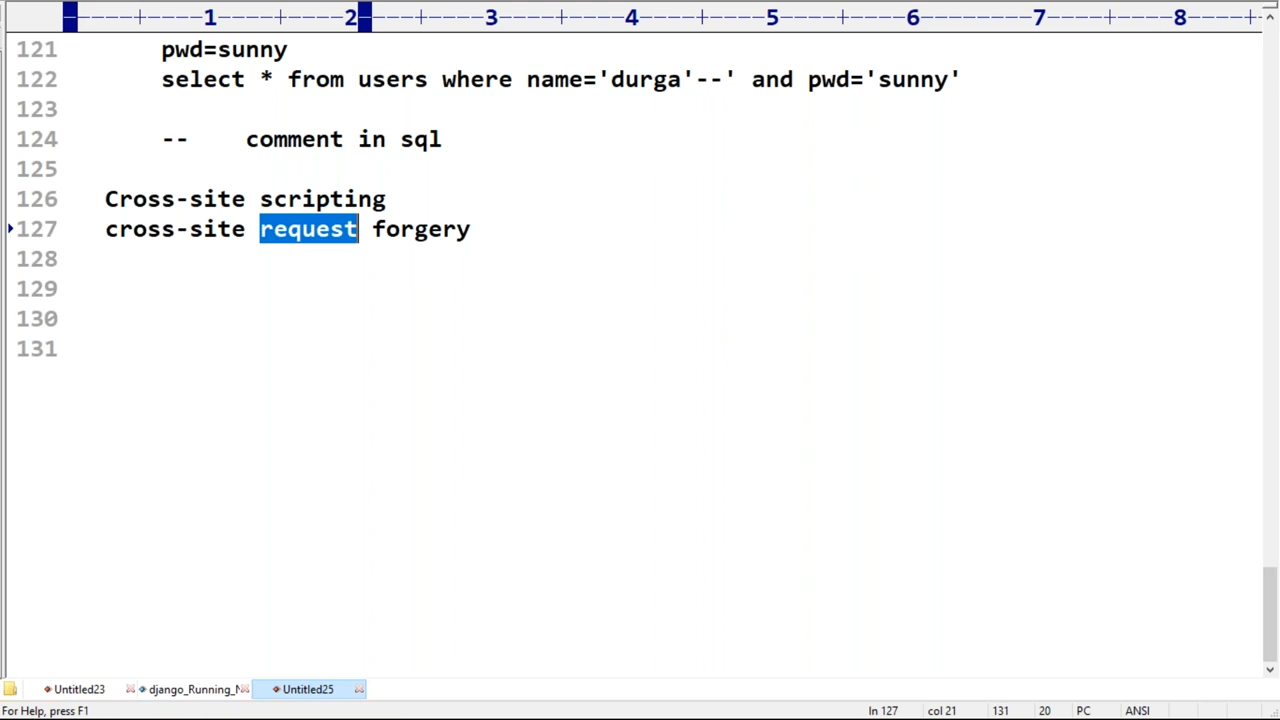 --------1---------2---------3---------4---------5---------6---------7---------8------
121 pwd=sunny
122 select * from users where name='durga'--' and pwd='sunny'
123
124 -- comment in sql
125
126 Cross-site scripting
127 cross-site request forgery
128
129
130
131
Untitled23 django_Running_N Untitled25
For Help, press F1 ln 127 col 21 131 20 PC ANSI